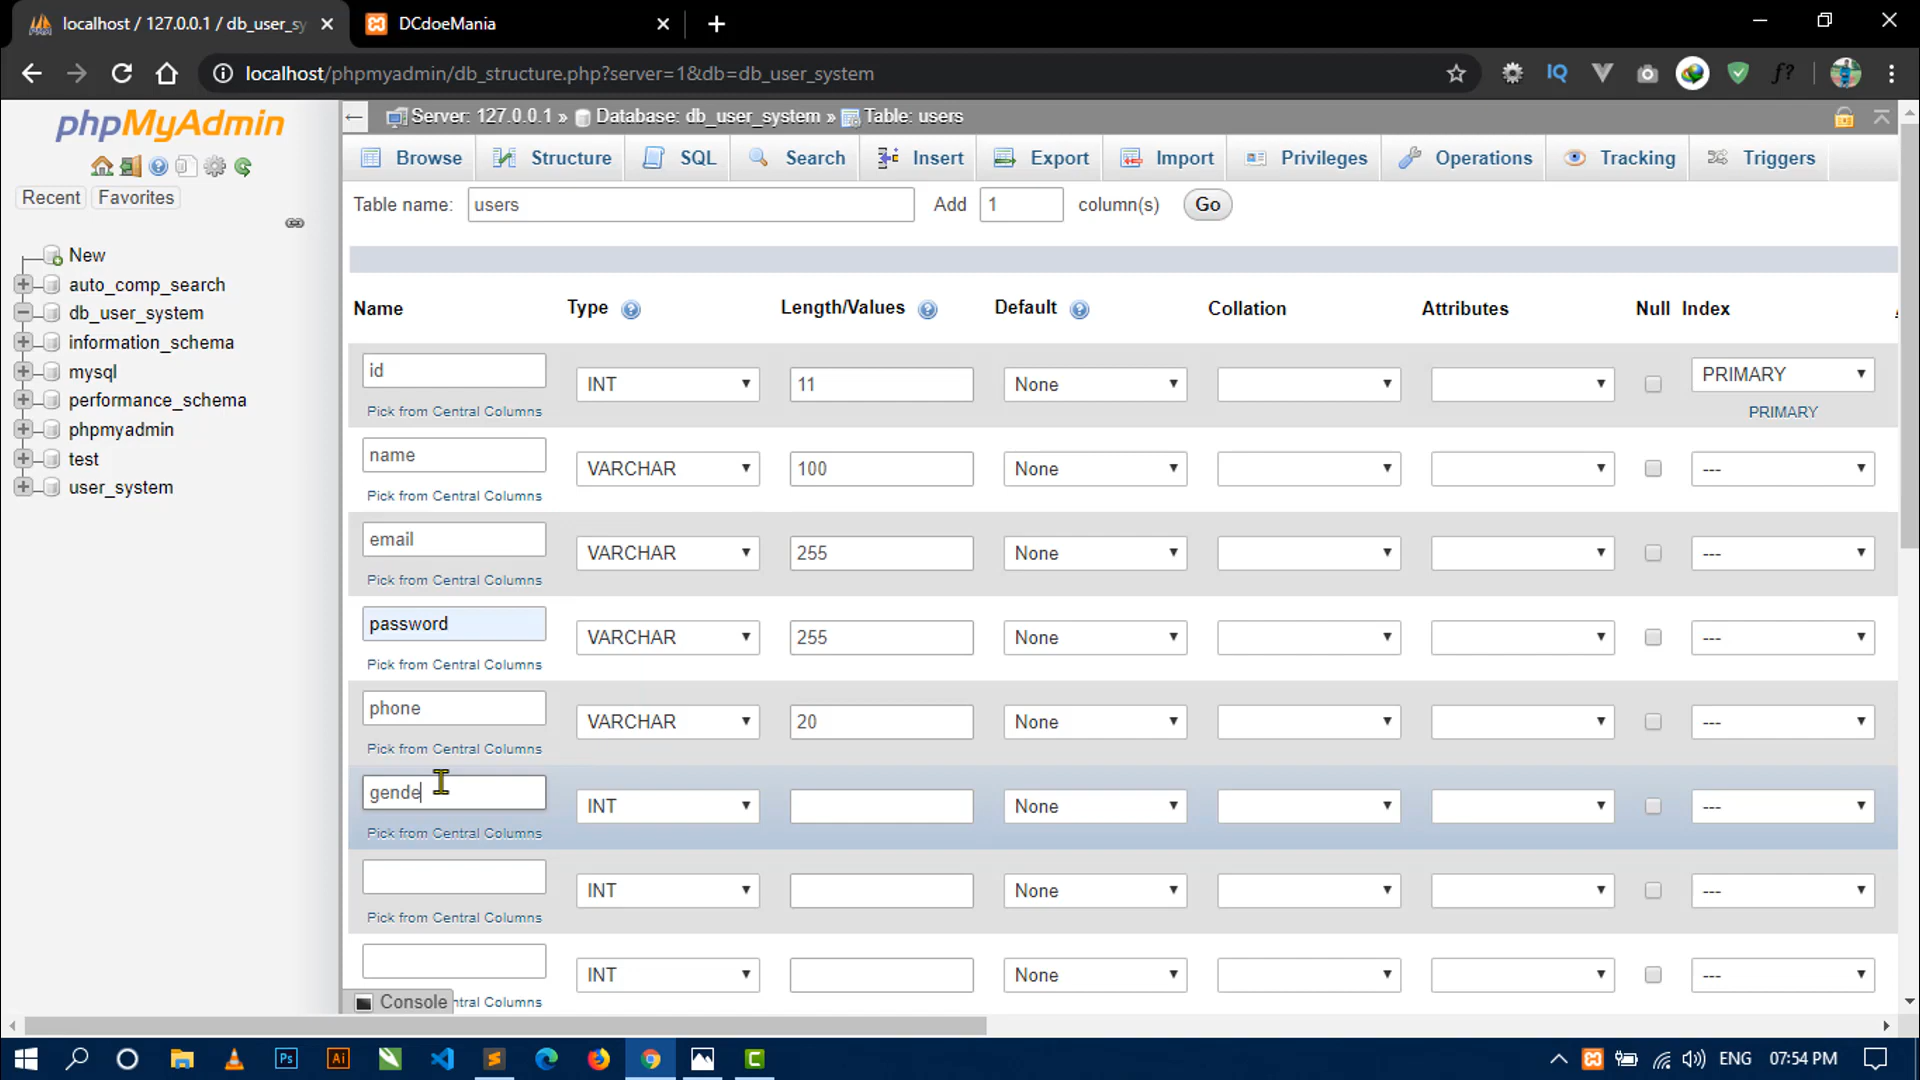 localhost / 127.0.0.1 / db_user_sy
DCdoeMania
localhost/phpmyadmin/db_structure.php?server=1&db=db_user_system
IQ
f?
phpMyAdmin
Recent
Favorites
New
auto_comp_search
db_user_system
information_schema
mysql
performance_schema
phpmyadmin
test
user_system
Server: 127.0.0.1 » Database: db_user_system » Table: users
Browse Structure SQL Search Insert Export Import Privileges Operations Tracking Triggers
Table name: users Add 1 column(s) Go
Name Type Length/Values Default Collation Attributes Null Index
id INT 11 None PRIMARY
Pick from Central Columns PRIMARY
name VARCHAR 100 None ---
Pick from Central Columns
email VARCHAR 255 None ---
Pick from Central Columns
password VARCHAR 255 None ---
Pick from Central Columns
phone VARCHAR 20 None ---
Pick from Central Columns
gende INT None ---
Pick from Central Columns
INT None ---
Pick from Central Columns
INT None ---
Console ntral Columns
Ps Ai ENG 07:54 PM